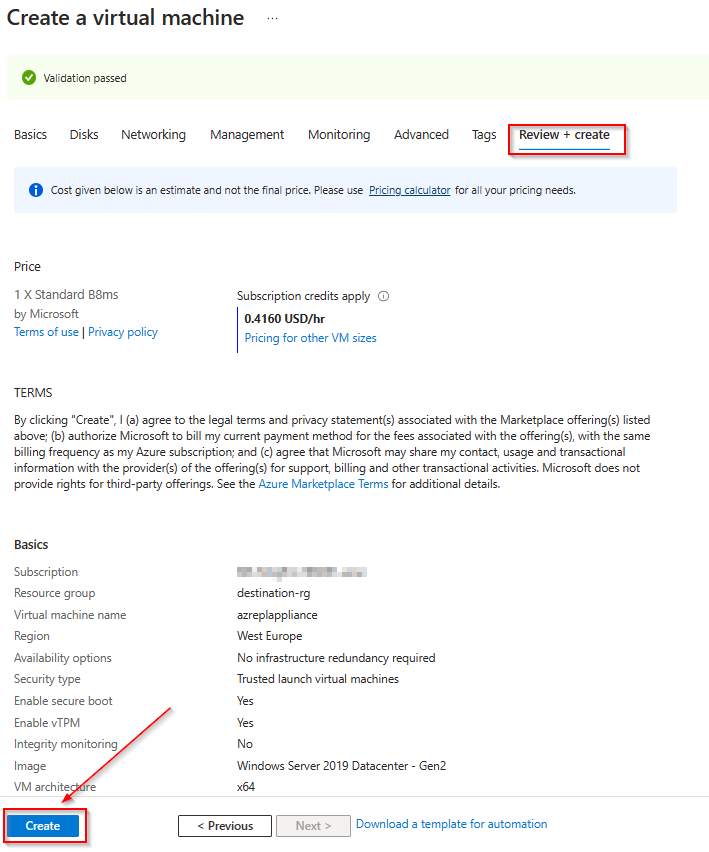 Create a virtual machine ...
Validation passed
Basics Disks Networking Management Monitoring Advanced Tags Review + create
Cost given below is an estimate and not the final price. Please use Pricing calculator for all your pricing needs.
Price
1 X Standard B8ms
by Microsoft
Terms of use | Privacy policy
Subscription credits apply
0.4160 USD/hr
Pricing for other VM sizes
TERMS
By clicking "Create", I (a) agree to the legal terms and privacy statement(s) associated with the Marketplace offering(s) listed
above; (b) authorize Microsoft to bill my current payment method for the fees associated with the offering(s), with the same
billing frequency as my Azure subscription; and (c) agree that Microsoft may share my contact, usage and transactional
information with the provider(s) of the offering(s) for support, billing and other transactional activities. Microsoft does not
provide rights for third-party offerings. See the Azure Marketplace Terms for additional details.
Basics
Subscription
Resource group destination-rg
Virtual machine name azreplappliance
Region West Europe
Availability options No infrastructure redundancy required
Security type Trusted launch virtual machines
Enable secure boot Yes
Enable vTPM Yes
Integrity monitoring No
Image Windows Server 2019 Datacenter - Gen2
VM architecture x64
Create < Previous Next > Download a template for automation